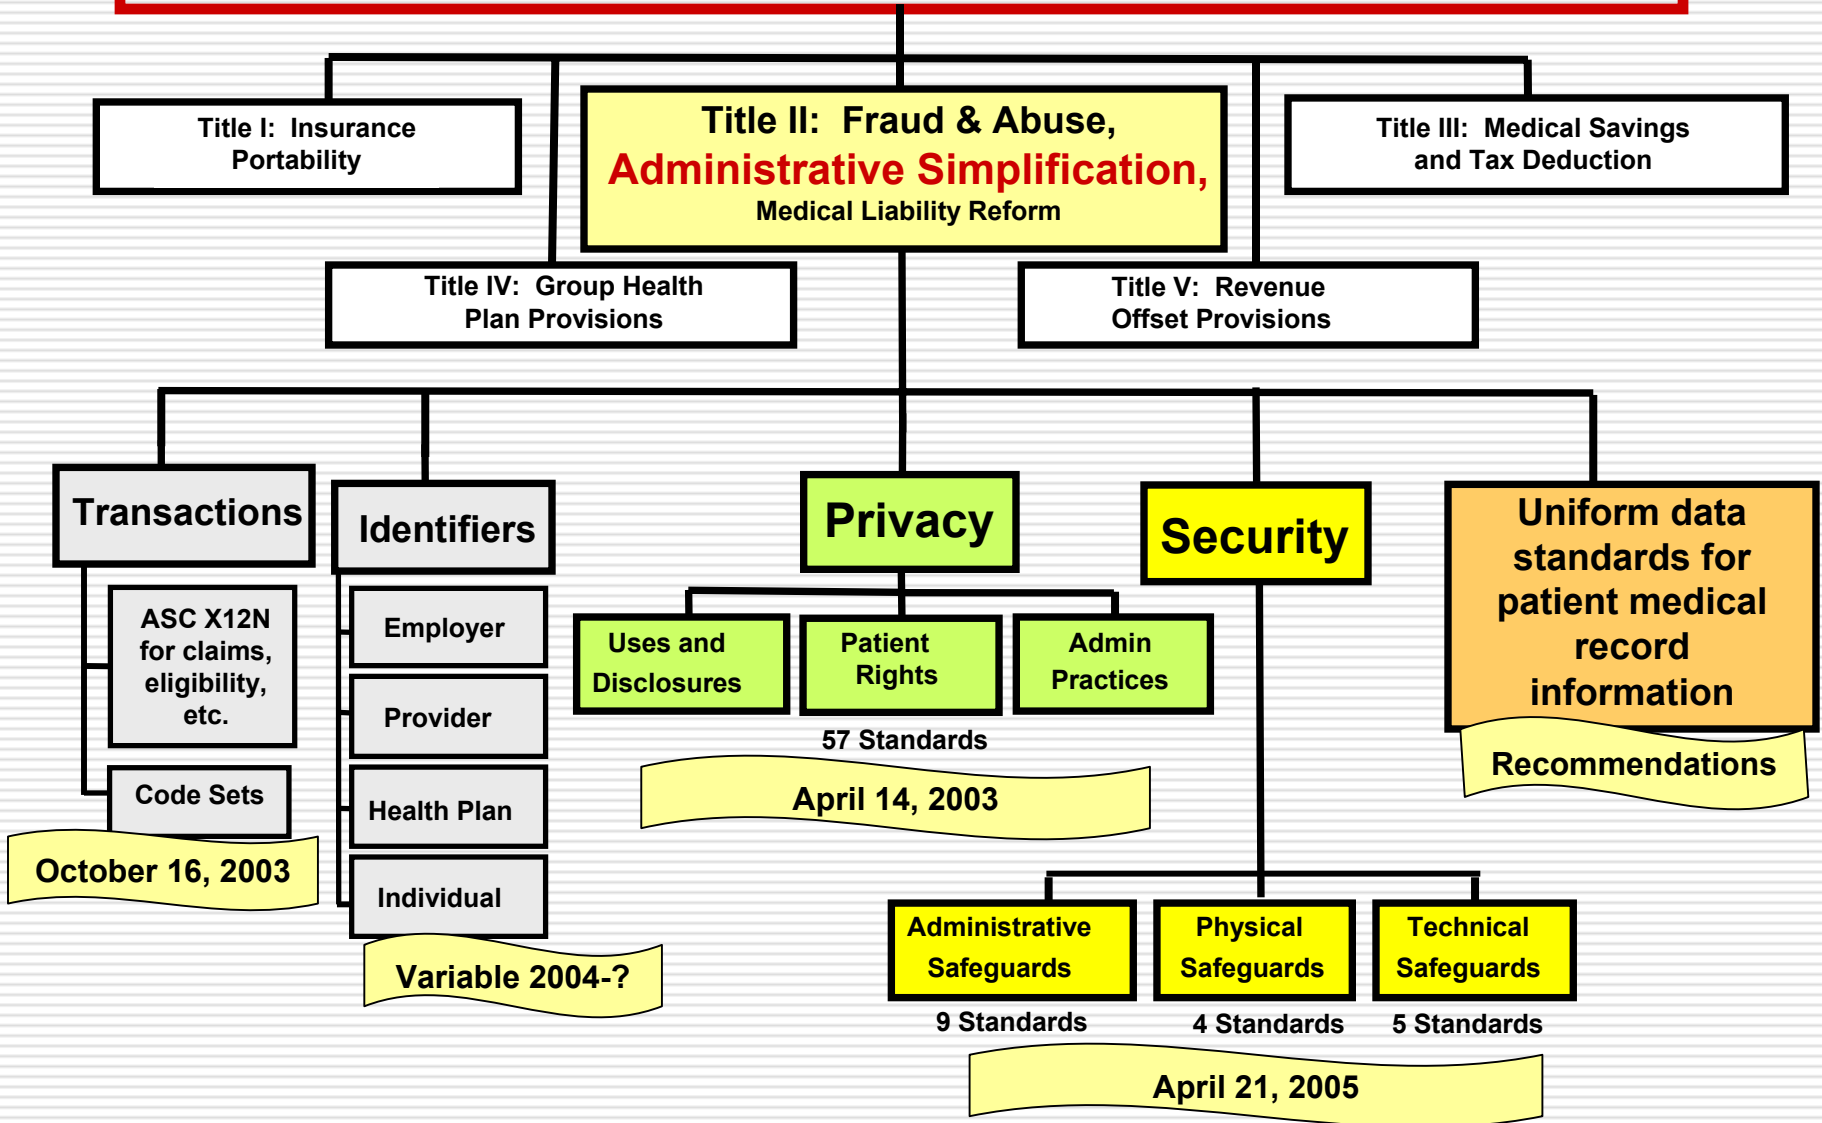 Title I: Insurance
Portability
Title II: Fraud & Abuse,
Administrative Simplification,
Medical Liability Reform
Title III: Medical Savings
and Tax Deduction
Title IV: Group Health
Plan Provisions
Title V: Revenue
Offset Provisions
Transactions
ASC X12N
for claims,
eligibility,
etc.
Code Sets
October 16, 2003
Identifiers
Employer
Provider
Health Plan
Individual
Variable 2004-?
Privacy
Uses and
Disclosures
Patient
Rights
Admin
Practices
57 Standards
April 14, 2003
Security
Administrative
Safeguards
9 Standards
Physical
Safeguards
4 Standards
Technical
Safeguards
5 Standards
April 21, 2005
Uniform data
standards for
patient medical
record
information
Recommendations